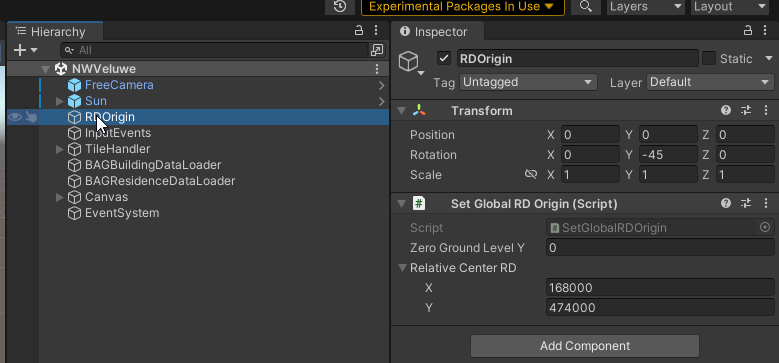 Experimental Packages In Use
Layers
Layout
Hierarchy
All
NWVeluwe
FreeCamera
Sun
RDOrigin
InputEvents
TileHandler
BAGBuildingDataLoader
BAGResidenceDataLoader
Canvas
EventSystem
Inspector
RDOrigin
Static
Tag Untagged Layer Default
Transform
Position X 0 Y 0 Z 0
Rotation X 0 Y -45 Z 0
Scale X 1 Y 1 Z 1
Set Global RD Origin (Script)
Script SetGlobalRDOrigin
Zero Ground Level Y 0
Relative Center RD
X 168000
Y 474000
Add Component